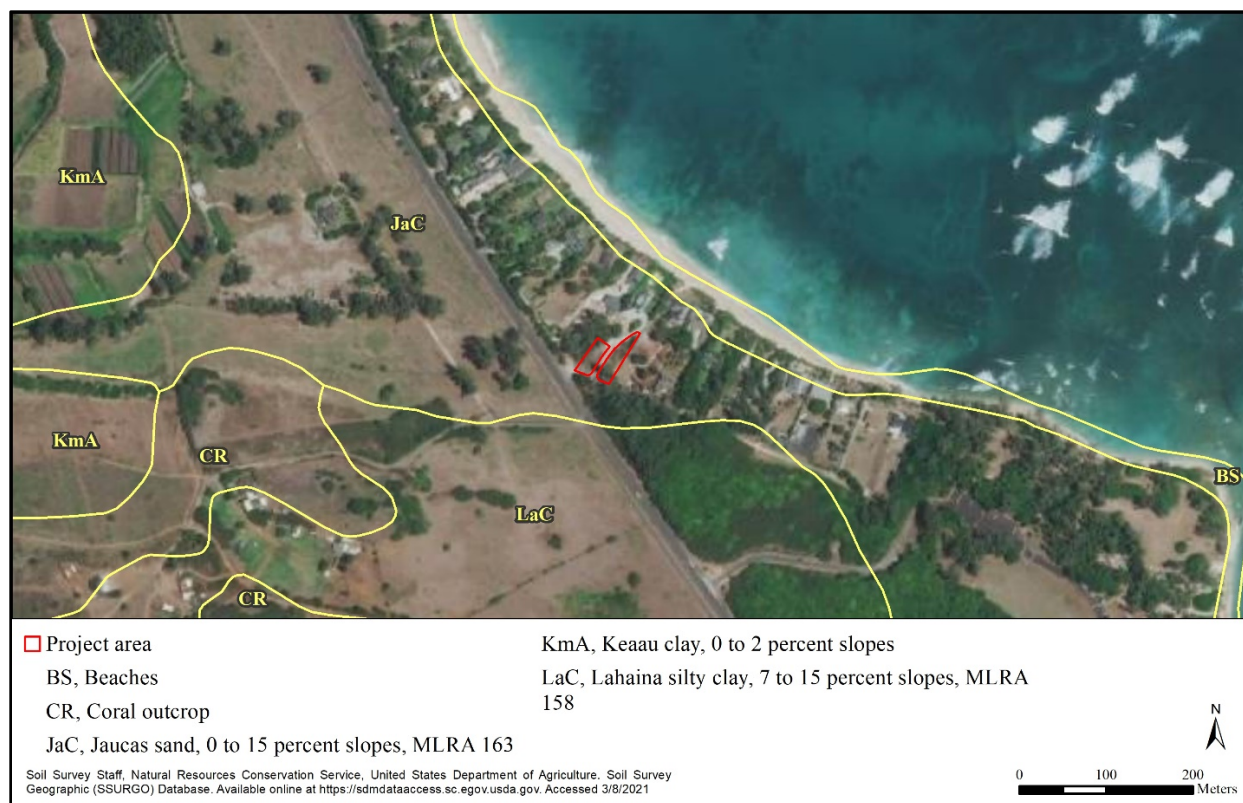 KmA
JaC
KmA
CR
LaC
BS
CR
Project area
BS, Beaches
CR, Coral outcrop
JaC, Jaucas sand, 0 to 15 percent slopes, MLRA 163
KmA, Keaau clay, 0 to 2 percent slopes
LaC, Lahaina silty clay, 7 to 15 percent slopes, MLRA
158
Soil Survey Staff, Natural Resources Conservation Service, United States Department of Agriculture. Soil Survey
Geographic (SSURGO) Database. Available online at https://sdmdataaccess.sc.egov.usda.gov. Accessed 3/8/2021
N
0 100 200
Meters